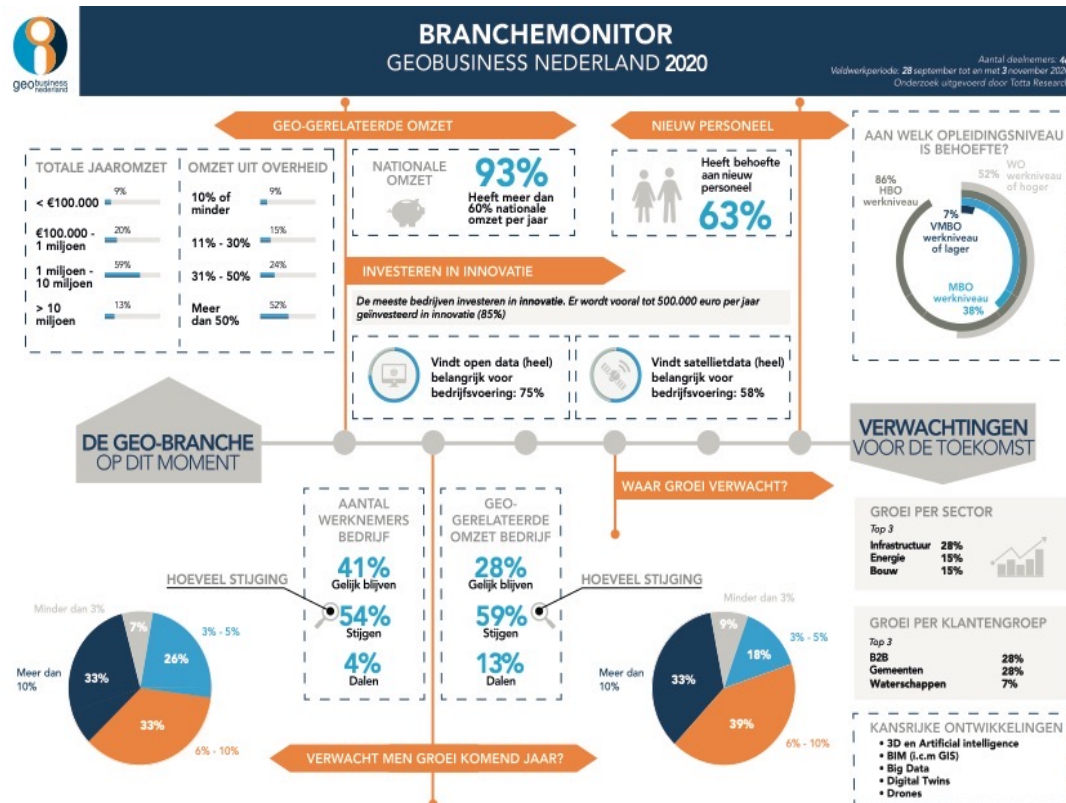 geobusiness
nederland
BRANCHEMONITOR
GEOBUSINESS NEDERLAND 2020
Aantal deelnemers:
Veldwerkperiode: 28 september tot en met 3 november 2020
Onderzoek uitgevoerd door Totta Research
GEO-GERELATEERDE OMZET
NIEUW PERSONEEL
TOTALE JAAROMZET
< €100.000
9%
€100.000 -
1 miljoen
20%
1 miljoen -
10 miljoen
59%
> 10
miljoen
13%
OMZET UIT OVERHEID
10% of
minder
9%
11% - 30%
15%
31% - 50%
24%
Meer
dan 50%
52%
NATIONALE
OMZET
93%
Heeft meer dan
60% nationale
omzet per jaar
Heeft behoefte
aan nieuw
personeel
63%
AAN WELK OPLEIDINGSNIVEAU
IS BEHOEFTE?
52% WO
werkniveau
of hoger
86%
HBO
werkniveau
7%
VMBO
werkniveau
of lager
MBO
werkniveau
38%
INVESTEREN IN INNOVATIE
De meeste bedrijven investeren in innovatie. Er wordt vooral tot 500.000 euro per jaar
geïnvesteerd in innovatie (85%)
Vindt open data (heel)
belangrijk voor
bedrijfsvoering: 75%
Vindt satellietdata (heel)
belangrijk voor
bedrijfsvoering: 58%
DE GEO-BRANCHE
OP DIT MOMENT
VERWACHTINGEN
VOOR DE TOEKOMST
WAAR GROEI VERWACHT?
AANTAL
WERKNEMERS
BEDRIJF
41%
Gelijk blijven
54%
Stijgen
4%
Dalen
GEO-
GERELATEERDE
OMZET BEDRIJF
28%
Gelijk blijven
59%
Stijgen
13%
Dalen
HOEVEEL STIJGING
Minder dan 3%
7%
3% - 5%
26%
Meer dan
10%
33%
33%
6% - 10%
HOEVEEL STIJGING
Minder dan 3%
9%
3% - 5%
18%
Meer dan
10%
33%
39%
6% - 10%
VERWACHT MEN GROEI KOMEND JAAR?
GROEI PER SECTOR
Top 3
Infrastructuur 28%
Energie 15%
Bouw 15%
GROEI PER KLANTENGROEP
Top 3
B2B 28%
Gemeenten 28%
Waterschappen 7%
KANSRIJKE ONTWIKKELINGEN
• 3D en Artificial intelligence
• BIM (i.c.m GIS)
• Big Data
• Digital Twins
• Drones